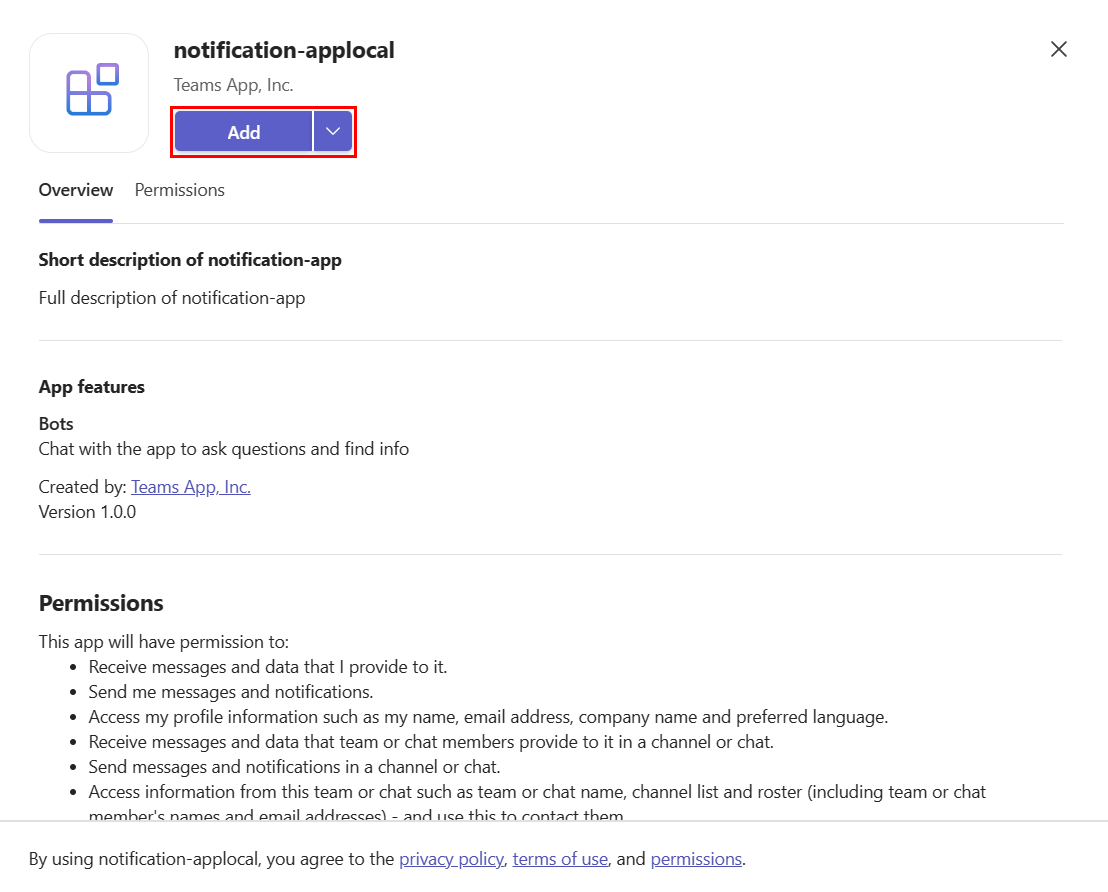 notification-applocal
Teams App, Inc.
Add
Overview Permissions
Short description of notification-app
Full description of notification-app
App features
Bots
Chat with the app to ask questions and find info
Created by: Teams App, Inc.
Version 1.0.0
Permissions
This app will have permission to:
• Receive messages and data that I provide to it.
• Send me messages and notifications.
• Access my profile information such as my name, email address, company name and preferred language.
• Receive messages and data that team or chat members provide to it in a channel or chat.
• Send messages and notifications in a channel or chat.
• Access information from this team or chat such as team or chat name, channel list and roster (including team or chat
member's names and email addresses) - and use this to contact them.
By using notification-applocal, you agree to the privacy policy, terms of use, and permissions.